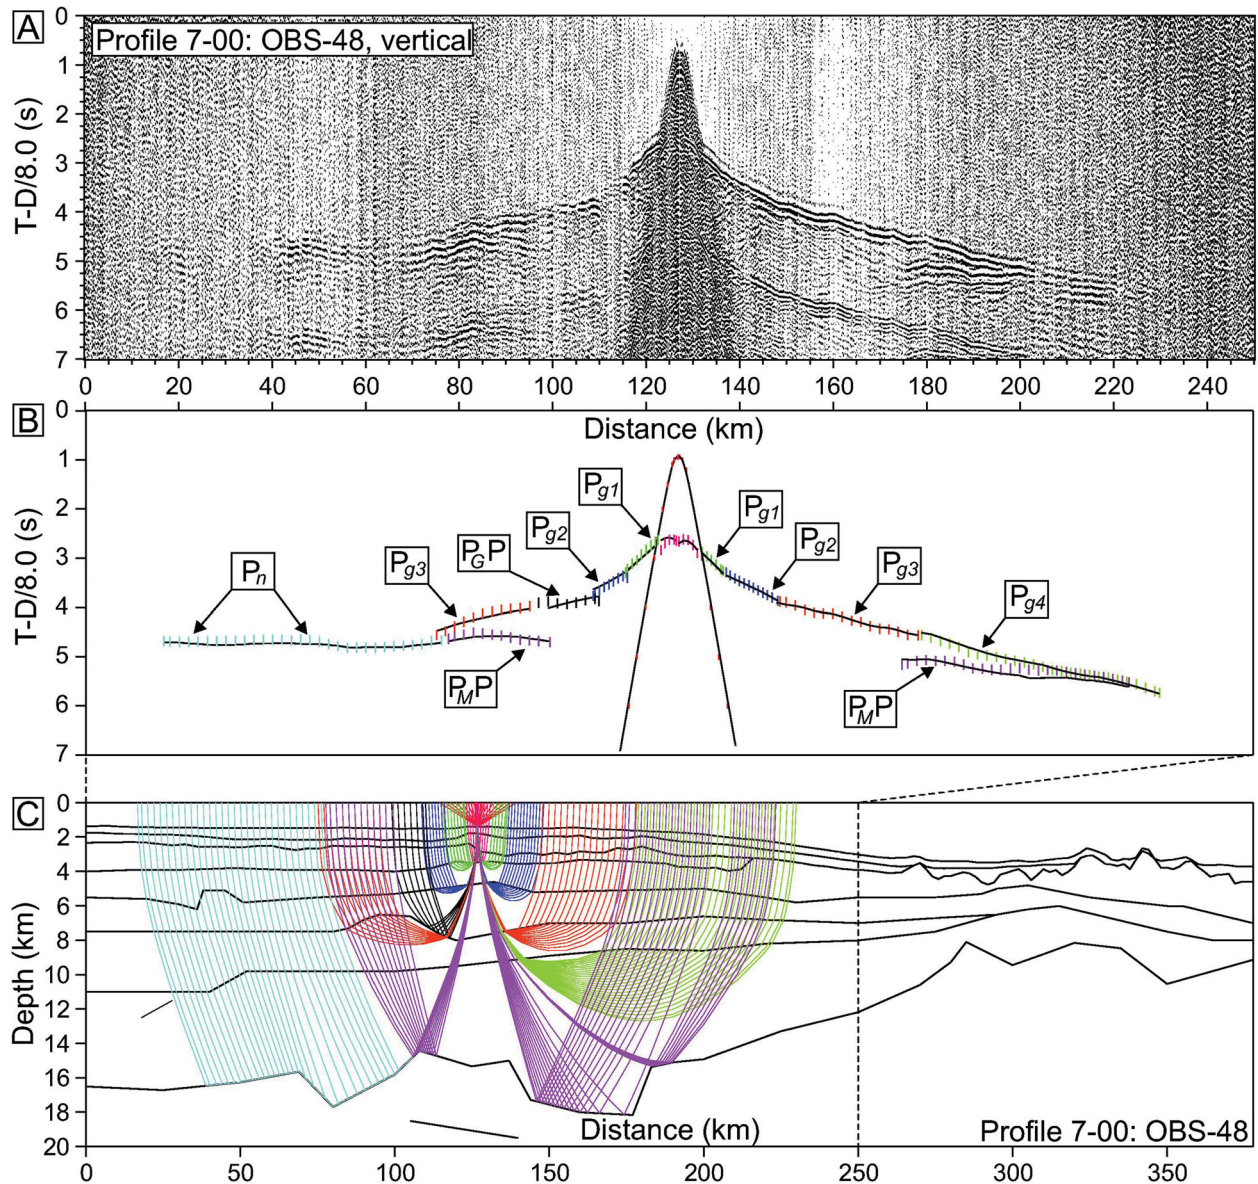 A
Profile 7-00: OBS-48, vertical
T-D/8.0 (s)
0
1
2
3
4
5
6
7
0 20 40 60 80 100 120 140 160 180 200 220 240
Distance (km)
B
T-D/8.0 (s)
0
1
2
3
4
5
6
7
Pg1
Pg1
Pg2
Pg2
PGP
Pg3
Pg3
Pn
Pg4
PMP
PMP
C
Depth (km)
0
2
4
6
8
10
12
14
16
18
20
Distance (km)
Profile 7-00: OBS-48
0 50 100 150 200 250 300 350